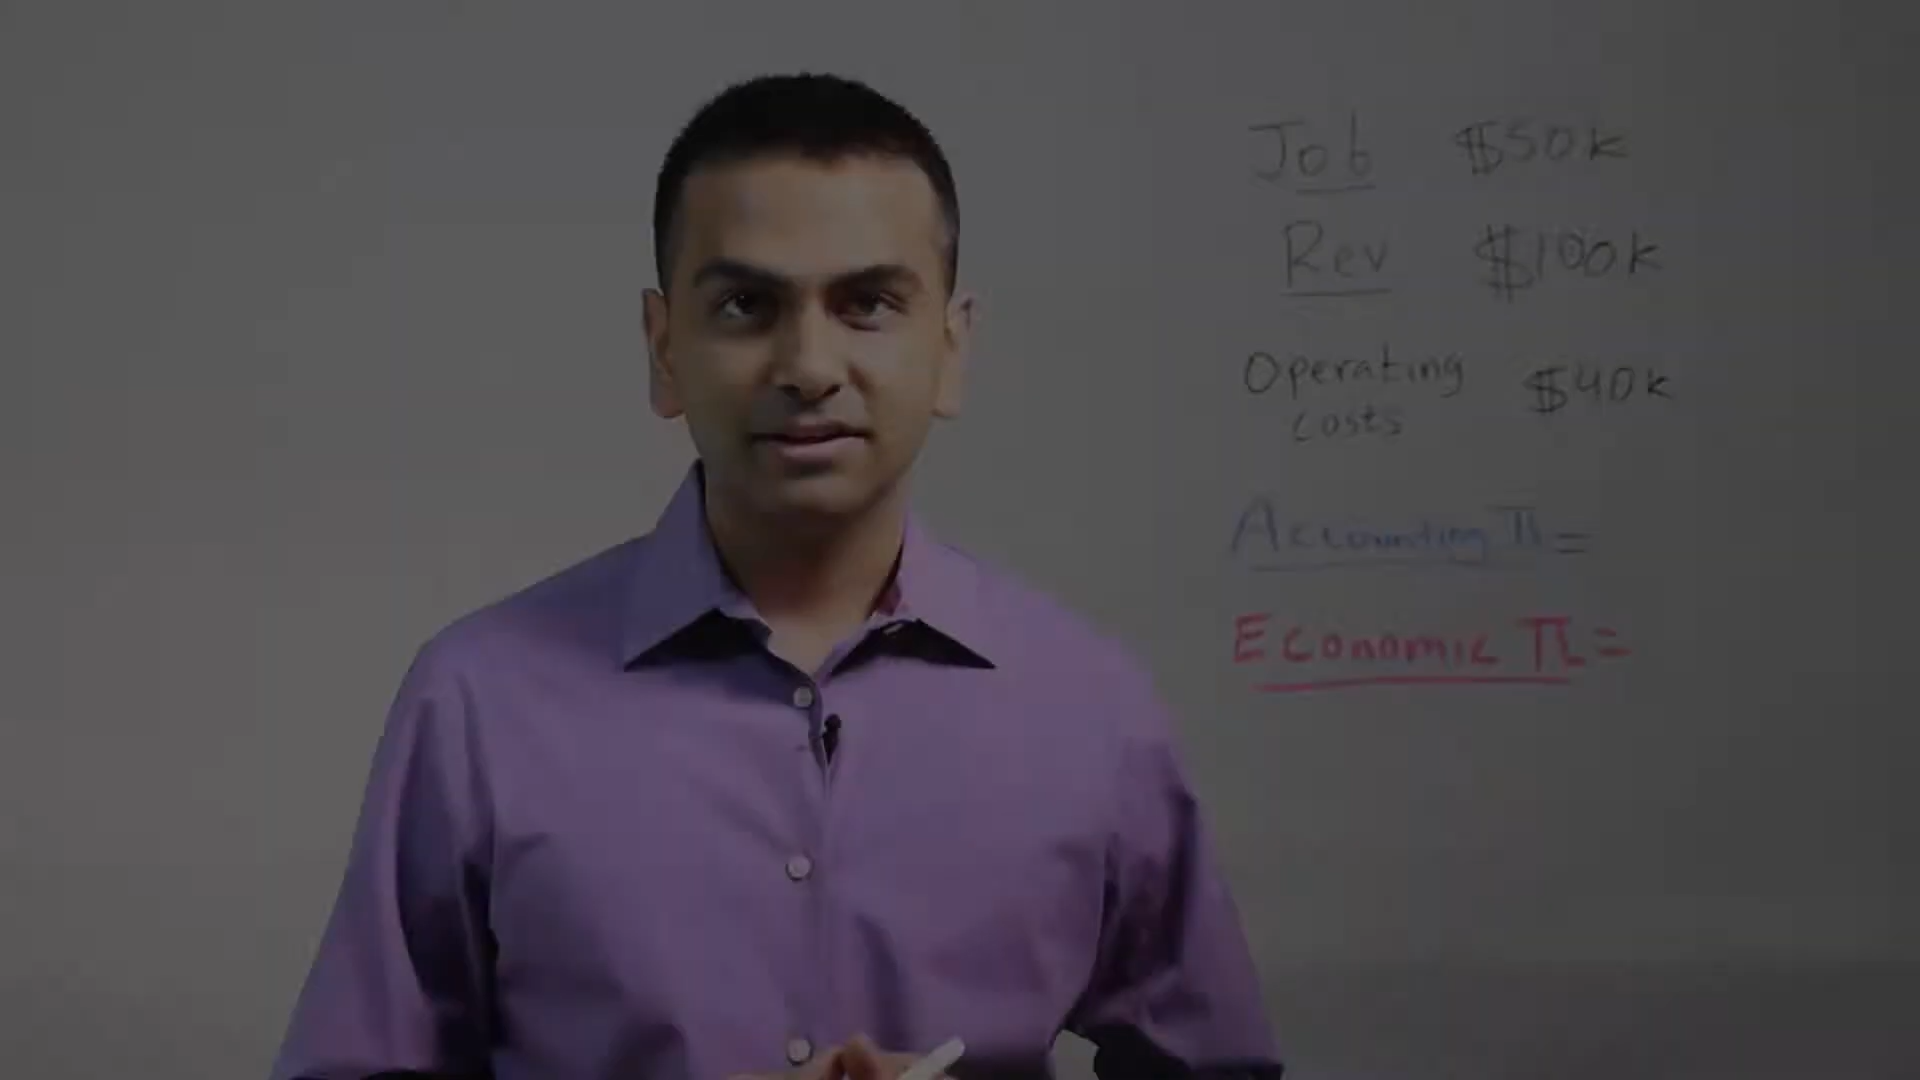 Job $50k
Rev $100k
Operating $40k
costs
Accounting π =
Economic π =